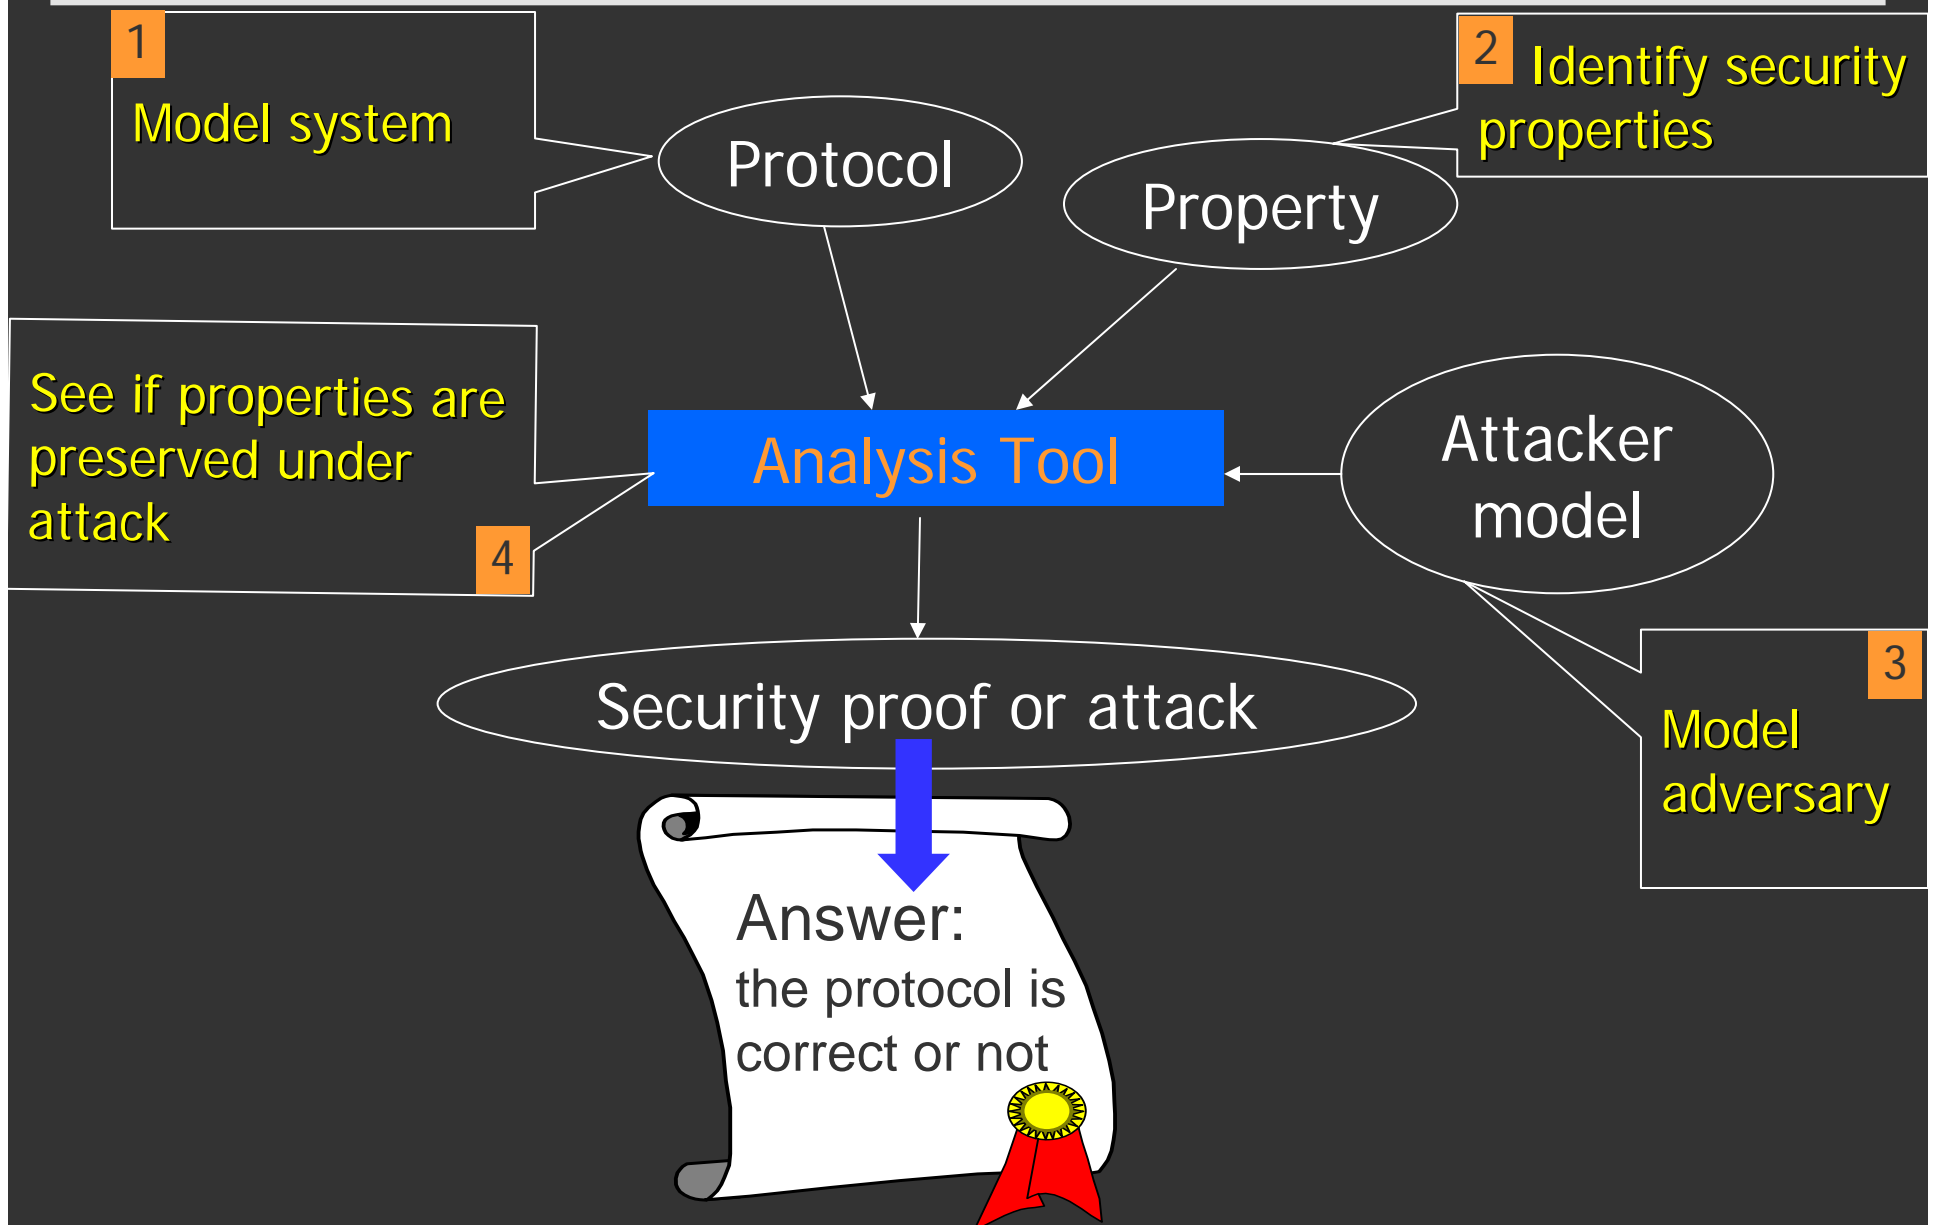 1
Model system
2
Identify security
properties
Protocol
Property
See if properties are
preserved under
attack
4
Analysis Tool
Attacker
model
3
Model
adversary
Security proof or attack
Answer:
the protocol is
correct or not